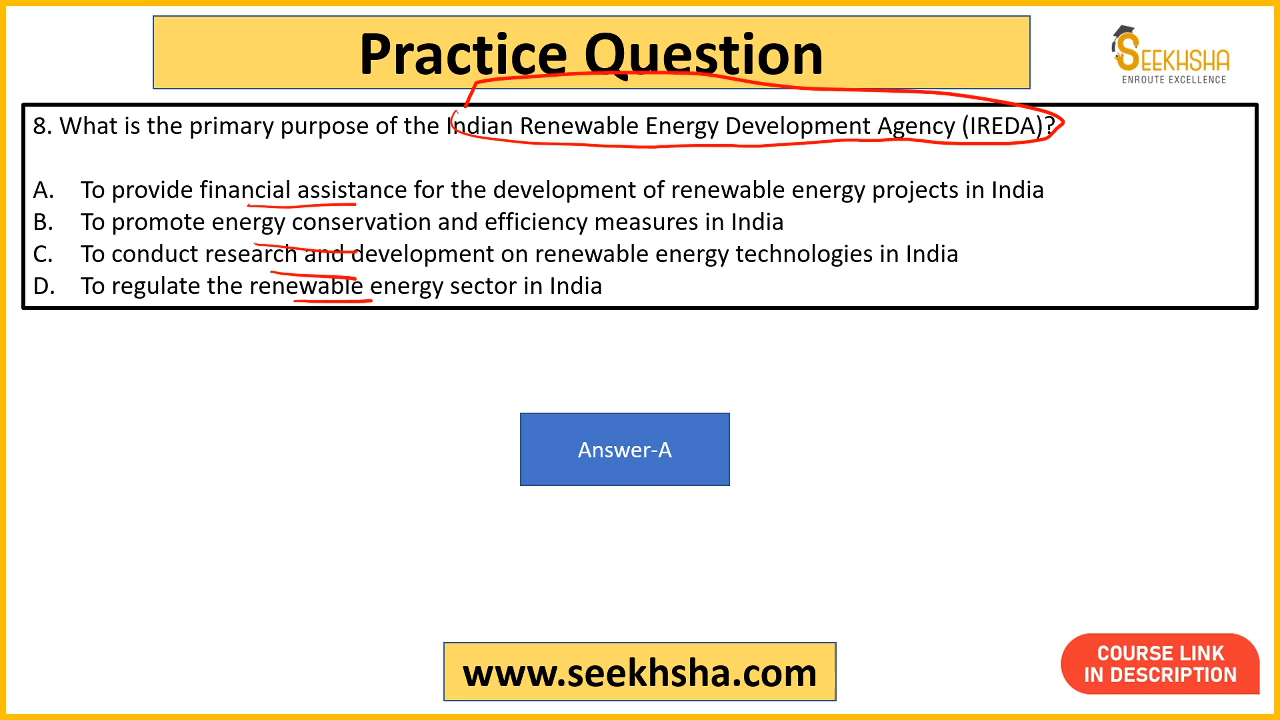 Practice Question
SEEKHSHA
ENROUTE EXCELLENCE
8. What is the primary purpose of the Indian Renewable Energy Development Agency (IREDA)?
A. To provide financial assistance for the development of renewable energy projects in India
B. To promote energy conservation and efficiency measures in India
C. To conduct research and development on renewable energy technologies in India
D. To regulate the renewable energy sector in India
Answer-A
www.seekhsha.com
COURSE LINK
IN DESCRIPTION